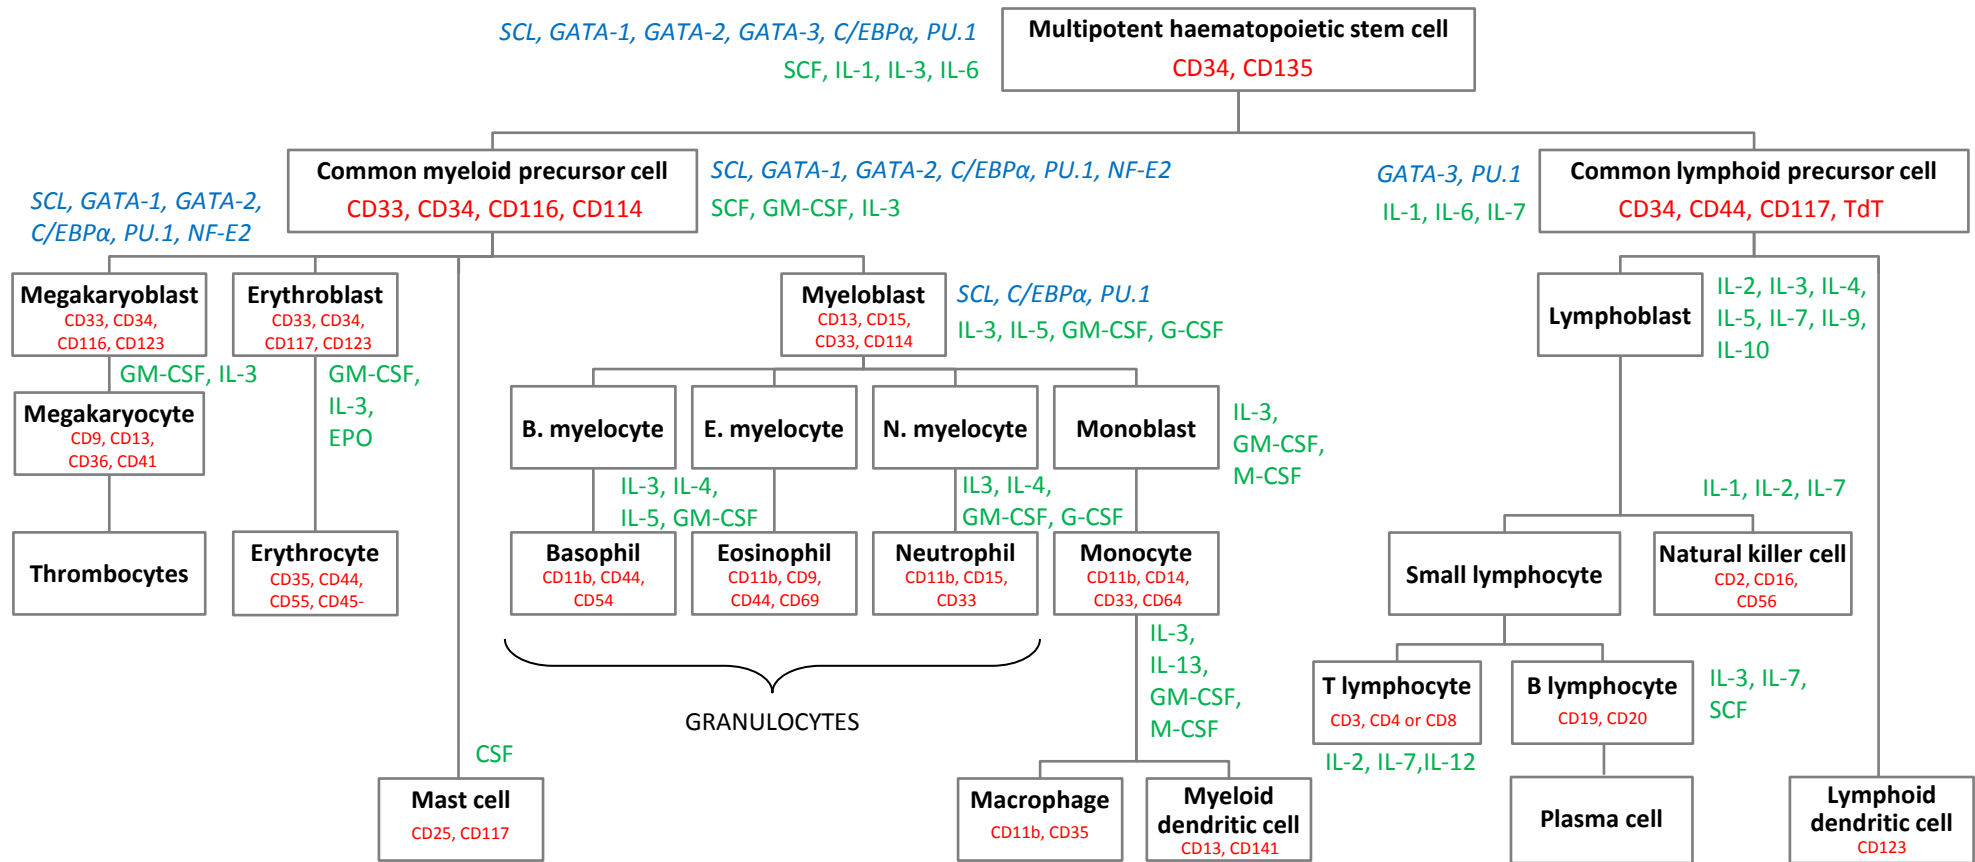 SCL, GATA-1, GATA-2, GATA-3, C/EBPα, PU.1
SCF, IL-1, IL-3, IL-6
Multipotent haematopoietic stem cell
CD34, CD135
Common myeloid precursor cell
CD33, CD34, CD116, CD114
SCL, GATA-1, GATA-2, C/EBPα, PU.1, NF-E2
SCF, GM-CSF, IL-3
GATA-3, PU.1
IL-1, IL-6, IL-7
Common lymphoid precursor cell
CD34, CD44, CD117, TdT
SCL, GATA-1, GATA-2,
C/EBPα, PU.1, NF-E2
Megakaryoblast
CD33, CD34,
CD116, CD123
Erythroblast
CD33, CD34,
CD117, CD123
Myeloblast
CD13, CD15,
CD33, CD114
SCL, C/EBPα, PU.1
IL-3, IL-5, GM-CSF, G-CSF
Lymphoblast
IL-2, IL-3, IL-4,
IL-5, IL-7, IL-9,
IL-10
GM-CSF, IL-3
GM-CSF,
IL-3,
EPO
Megakaryocyte
CD9, CD13,
CD36, CD41
B. myelocyte
E. myelocyte
N. myelocyte
Monoblast
IL-3,
GM-CSF,
M-CSF
IL-3, IL-4,
IL-5, GM-CSF
IL3, IL-4,
GM-CSF, G-CSF
IL-1, IL-2, IL-7
Thrombocytes
Erythrocyte
CD35, CD44,
CD55, CD45-
Basophil
CD11b, CD44,
CD54
Eosinophil
CD11b, CD9,
CD44, CD69
Neutrophil
CD11b, CD15,
CD33
Monocyte
CD11b, CD14,
CD33, CD64
Small lymphocyte
Natural killer cell
CD2, CD16,
CD56
IL-3,
IL-13,
GM-CSF,
M-CSF
GRANULOCYTES
T lymphocyte
CD3, CD4 or CD8
B lymphocyte
CD19, CD20
IL-3, IL-7,
SCF
IL-2, IL-7,IL-12
CSF
Mast cell
CD25, CD117
Macrophage
CD11b, CD35
Myeloid
dendritic cell
CD13, CD141
Plasma cell
Lymphoid
dendritic cell
CD123